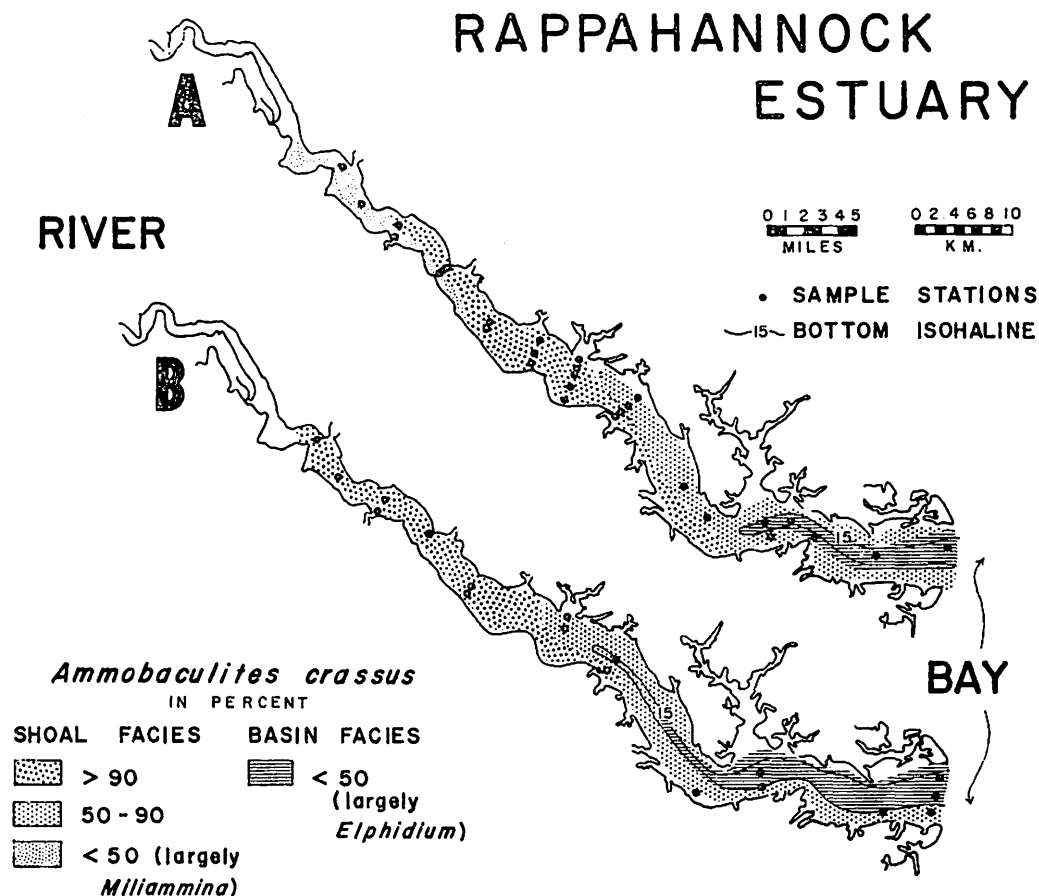 RAPPAHANNOCK
ESTUARY
A
RIVER
0 1 2 3 4 5
MILES
0 2 4 6 8 10
KM.
SAMPLE STATIONS
15 BOTTOM ISOHALINE
B
15
15
BAY
Ammobaculites crassus
IN PERCENT
SHOAL FACIES
> 90
50-90
< 50 (largely
Miliammina)
BASIN FACIES
< 50
(largely
Elphidium)